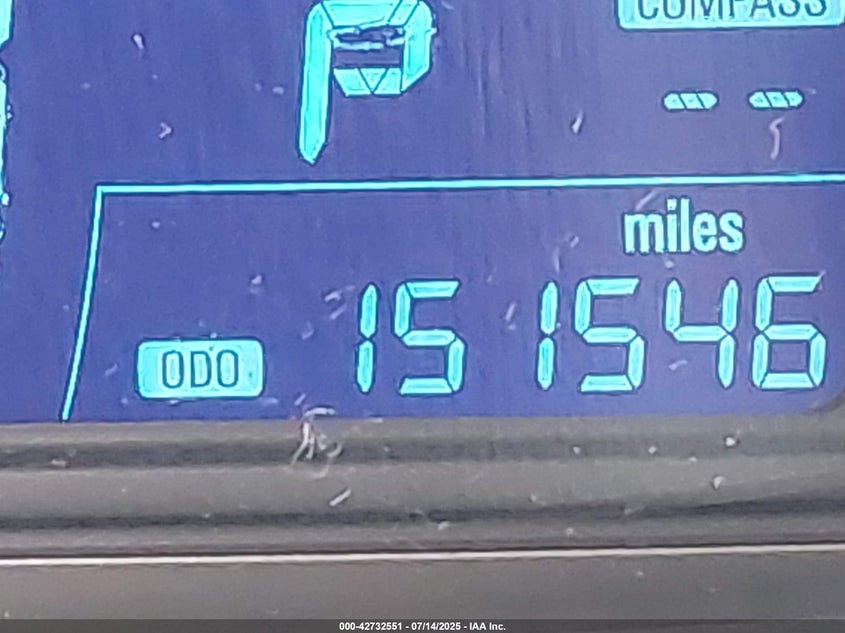 P
COMPASS
--
miles
ODO 151546
000-42732551 - 07/14/2025 - IAA Inc.